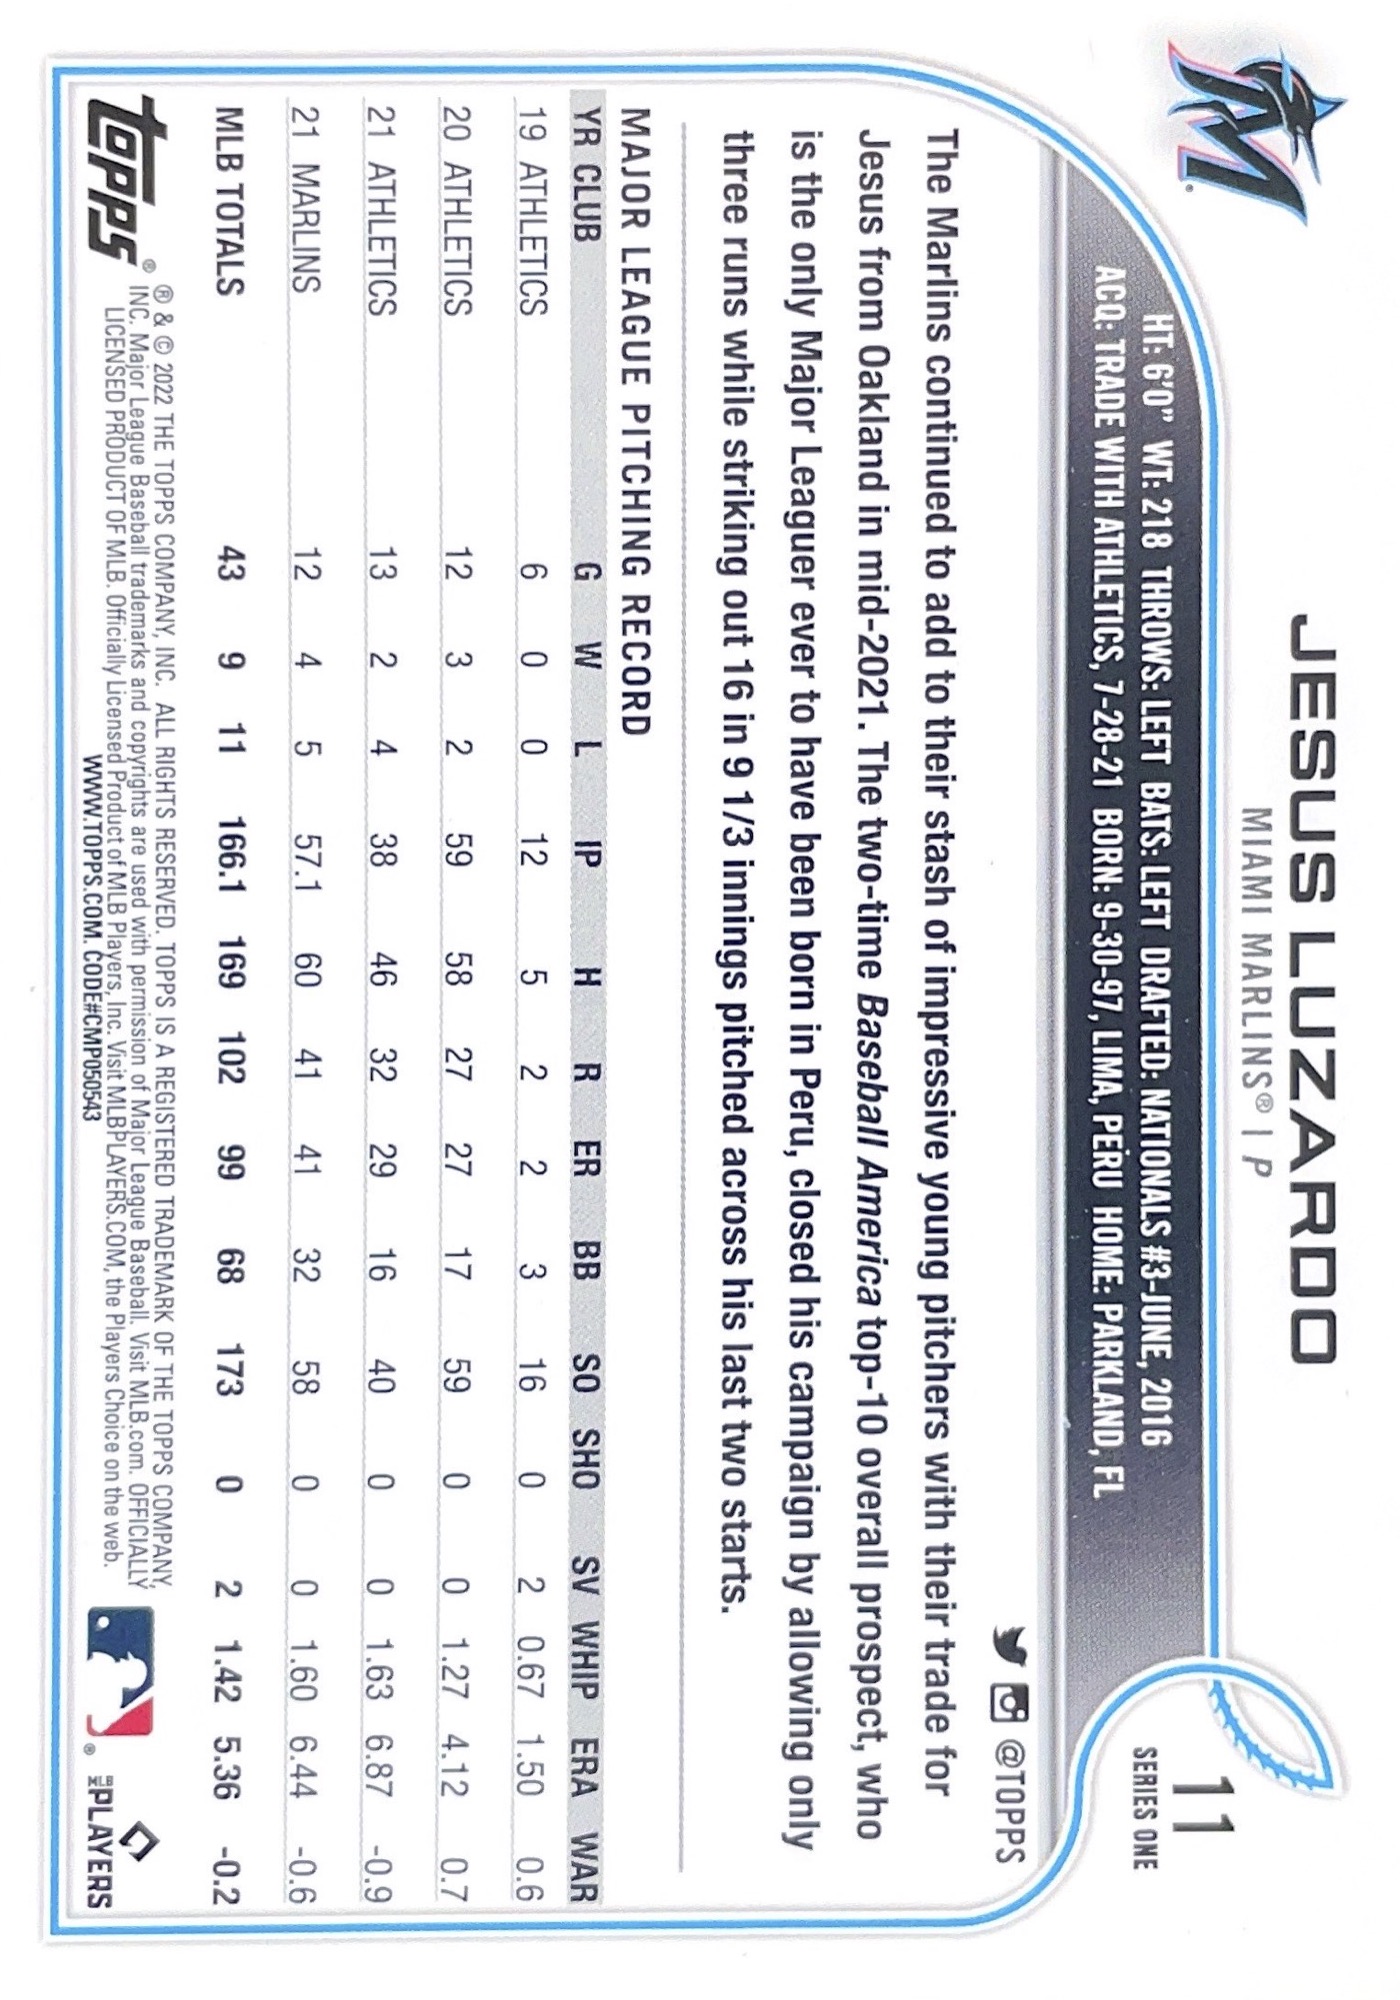 JESUS LUZARDO
MIAMI MARLINS® | P
11
SERIES ONE
HT: 6'0" WT: 218 THROWS: LEFT BATS: LEFT DRAFTED: NATIONALS #3-JUNE, 2016
ACQ: TRADE WITH ATHLETICS, 7-28-21 BORN: 9-30-97, LIMA, PERU HOME: PARKLAND, FL
@TOPPS
The Marlins continued to add to their stash of impressive young pitchers with their trade for
Jesus from Oakland in mid-2021. The two-time Baseball America top-10 overall prospect, who
is the only Major Leaguer ever to have been born in Peru, closed his campaign by allowing only
three runs while striking out 16 in 9 1/3 innings pitched across his last two starts.
MAJOR LEAGUE PITCHING RECORD
YR CLUB G W L IP H R ER BB SO SHO SV WHIP ERA WAR
19 ATHLETICS 6 0 0 12 5 2 2 3 16 0 2 0.67 1.50 0.6
20 ATHLETICS 12 3 2 59 58 27 27 17 59 0 0 1.27 4.12 0.7
21 ATHLETICS 13 2 4 38 46 32 29 16 40 0 0 1.63 6.87 -0.9
21 MARLINS 12 4 5 57.1 60 41 41 32 58 0 0 1.60 6.44 -0.6
MLB TOTALS 43 9 11 166.1 169 102 99 68 173 0 2 1.42 5.36 -0.2
topps®
® & © 2022 THE TOPPS COMPANY, INC. ALL RIGHTS RESERVED. TOPPS IS A REGISTERED TRADEMARK OF THE TOPPS COMPANY,
INC. Major League Baseball trademarks and copyrights are used with permission of Major League Baseball. Visit MLB.com. OFFICIALLY
LICENSED PRODUCT OF MLB. Officially Licensed Product of MLB Players, Inc. Visit MLBPLAYERS.COM, the Players Choice on the web.
WWW.TOPPS.COM. CODE#CMP050543
MLB PLAYERS